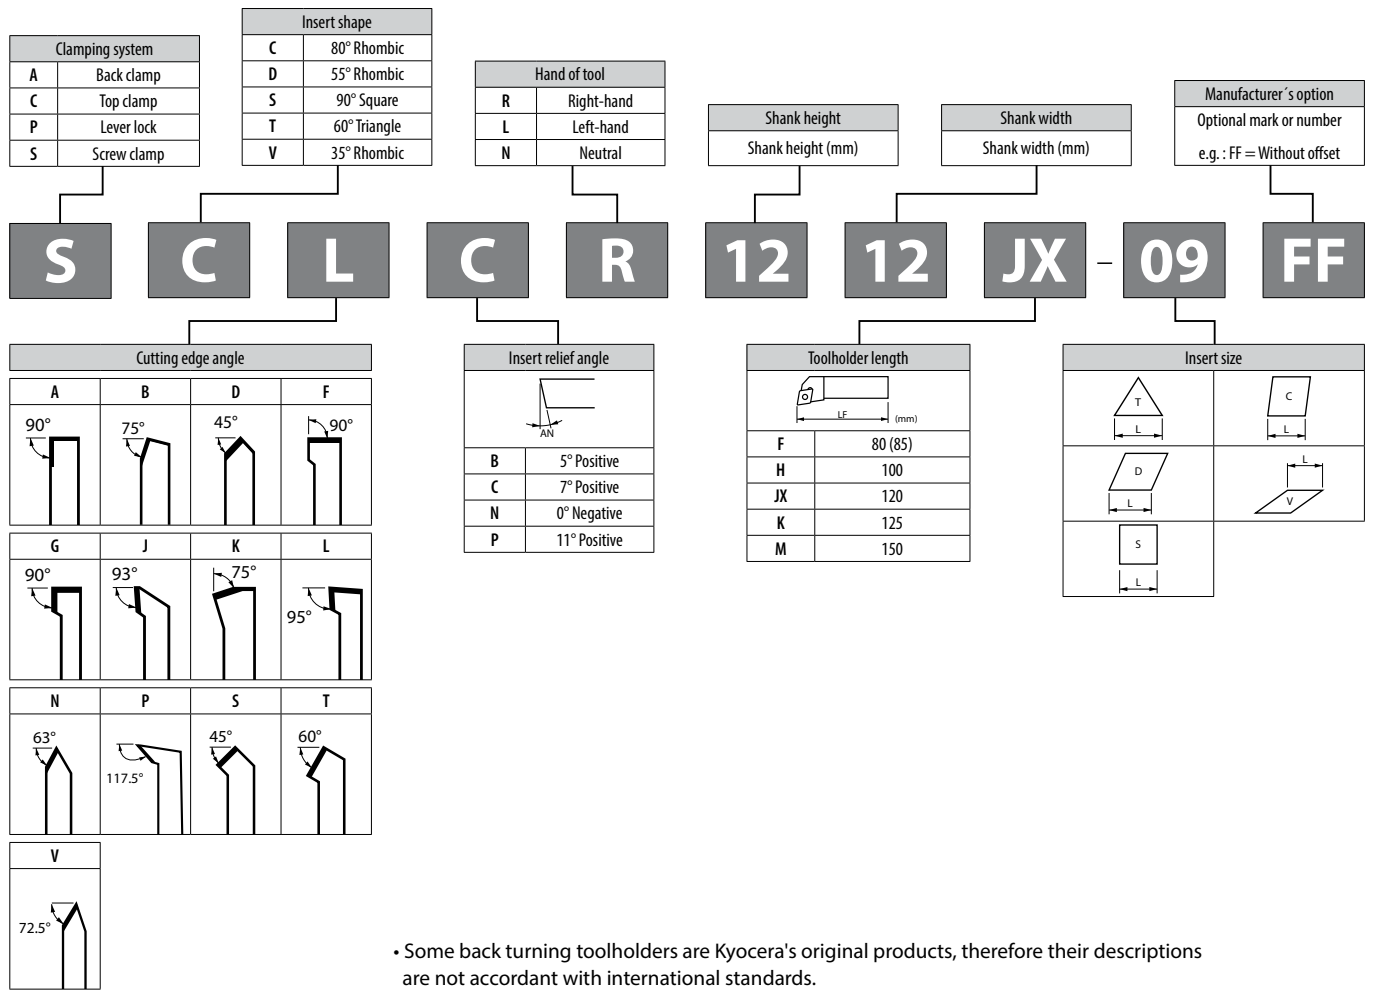 Clamping system
A Back clamp
C Top clamp
P Lever lock
S Screw clamp
Insert shape
C 80° Rhombic
D 55° Rhombic
S 90° Square
T 60° Triangle
V 35° Rhombic
Hand of tool
R Right-hand
L Left-hand
N Neutral
Shank height
Shank height (mm)
Shank width
Shank width (mm)
Manufacturer´s option
Optional mark or number
e.g. : FF = Without offset
S C L C R 12 12 JX – 09 FF
Cutting edge angle
A B D F
90° 75° 45° 90°
G J K L
90° 93° 75° 95°
N P S T
63° 117.5° 45° 60°
V
72.5°
Insert relief angle
AN
B 5° Positive
C 7° Positive
N 0° Negative
P 11° Positive
Toolholder length
LF (mm)
F 80 (85)
H 100
JX 120
K 125
M 150
Insert size
T C
L L
D L
L V
S
L
• Some back turning toolholders are Kyocera's original products, therefore their descriptions
are not accordant with international standards.